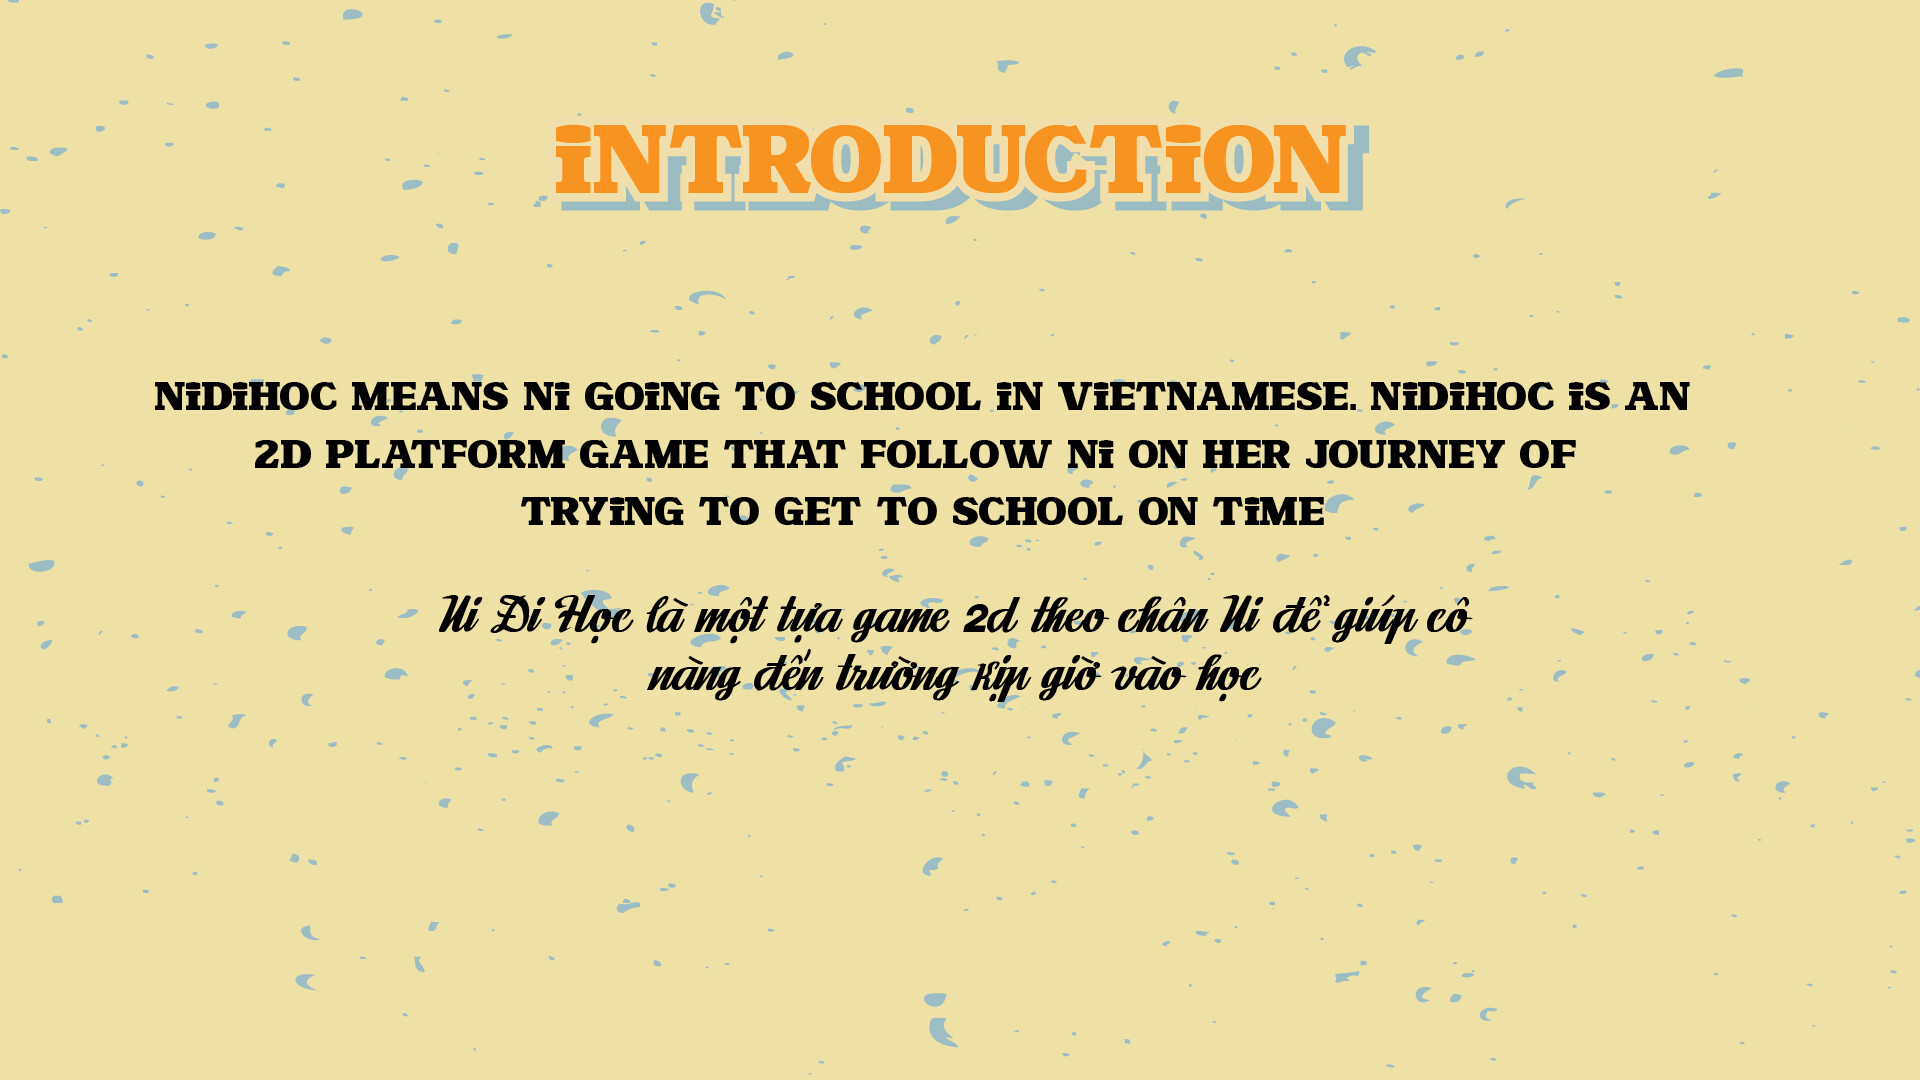 iNTRODUCTiON
NiDiHOC MEANS Ni GOiNG TO SCHOOL iN ViETNAMESE. NiDiHOC iS AN
2D PLATFORM GAME THAT FOLLOW Ni ON HER JOURNEY OF
TRYiNG TO GET TO SCHOOL ON TiME
Ni Đi Học là một tựa game 2d theo chân Ni để giúp cô
nàng đến trường kịp giờ vào học